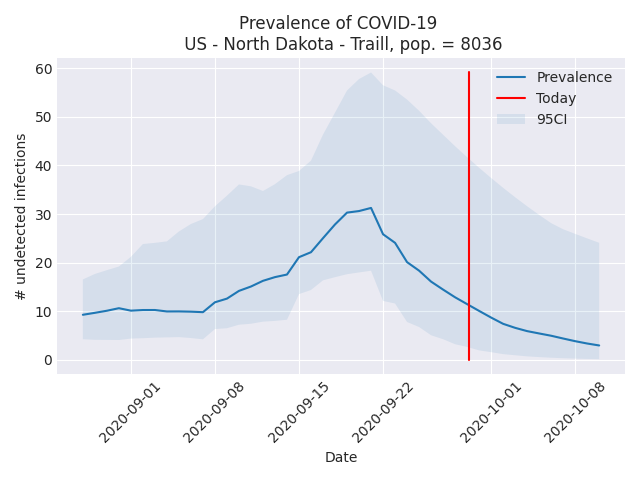 Prevalence of COVID-19
US - North Dakota - Traill, pop. = 8036
# undetected infections
60
50
40
30
20
10
0
Prevalence
Today
95CI
2020-09-01
2020-09-08
2020-09-15
2020-09-22
2020-10-01
2020-10-08
Date